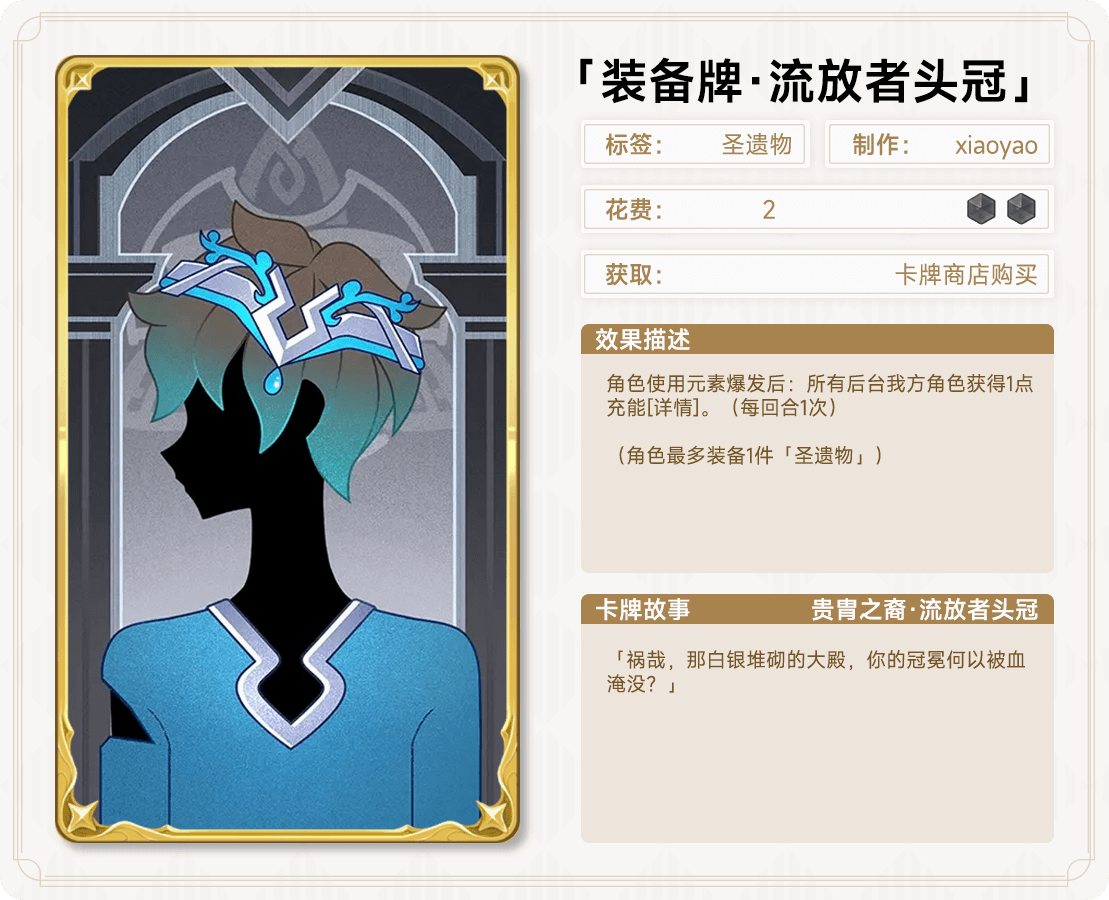 「装备牌·流放者头冠」
标签： 圣遗物 制作： xiaoyao
花费： 2
获取： 卡牌商店购买
效果描述
角色使用元素爆发后：所有后台我方角色获得1点
充能[详情]。（每回合1次）
（角色最多装备1件「圣遗物」）
卡牌故事 贵胄之裔·流放者头冠
「祸哉，那白银堆砌的大殿，你的冠冕何以被血
淹没？」